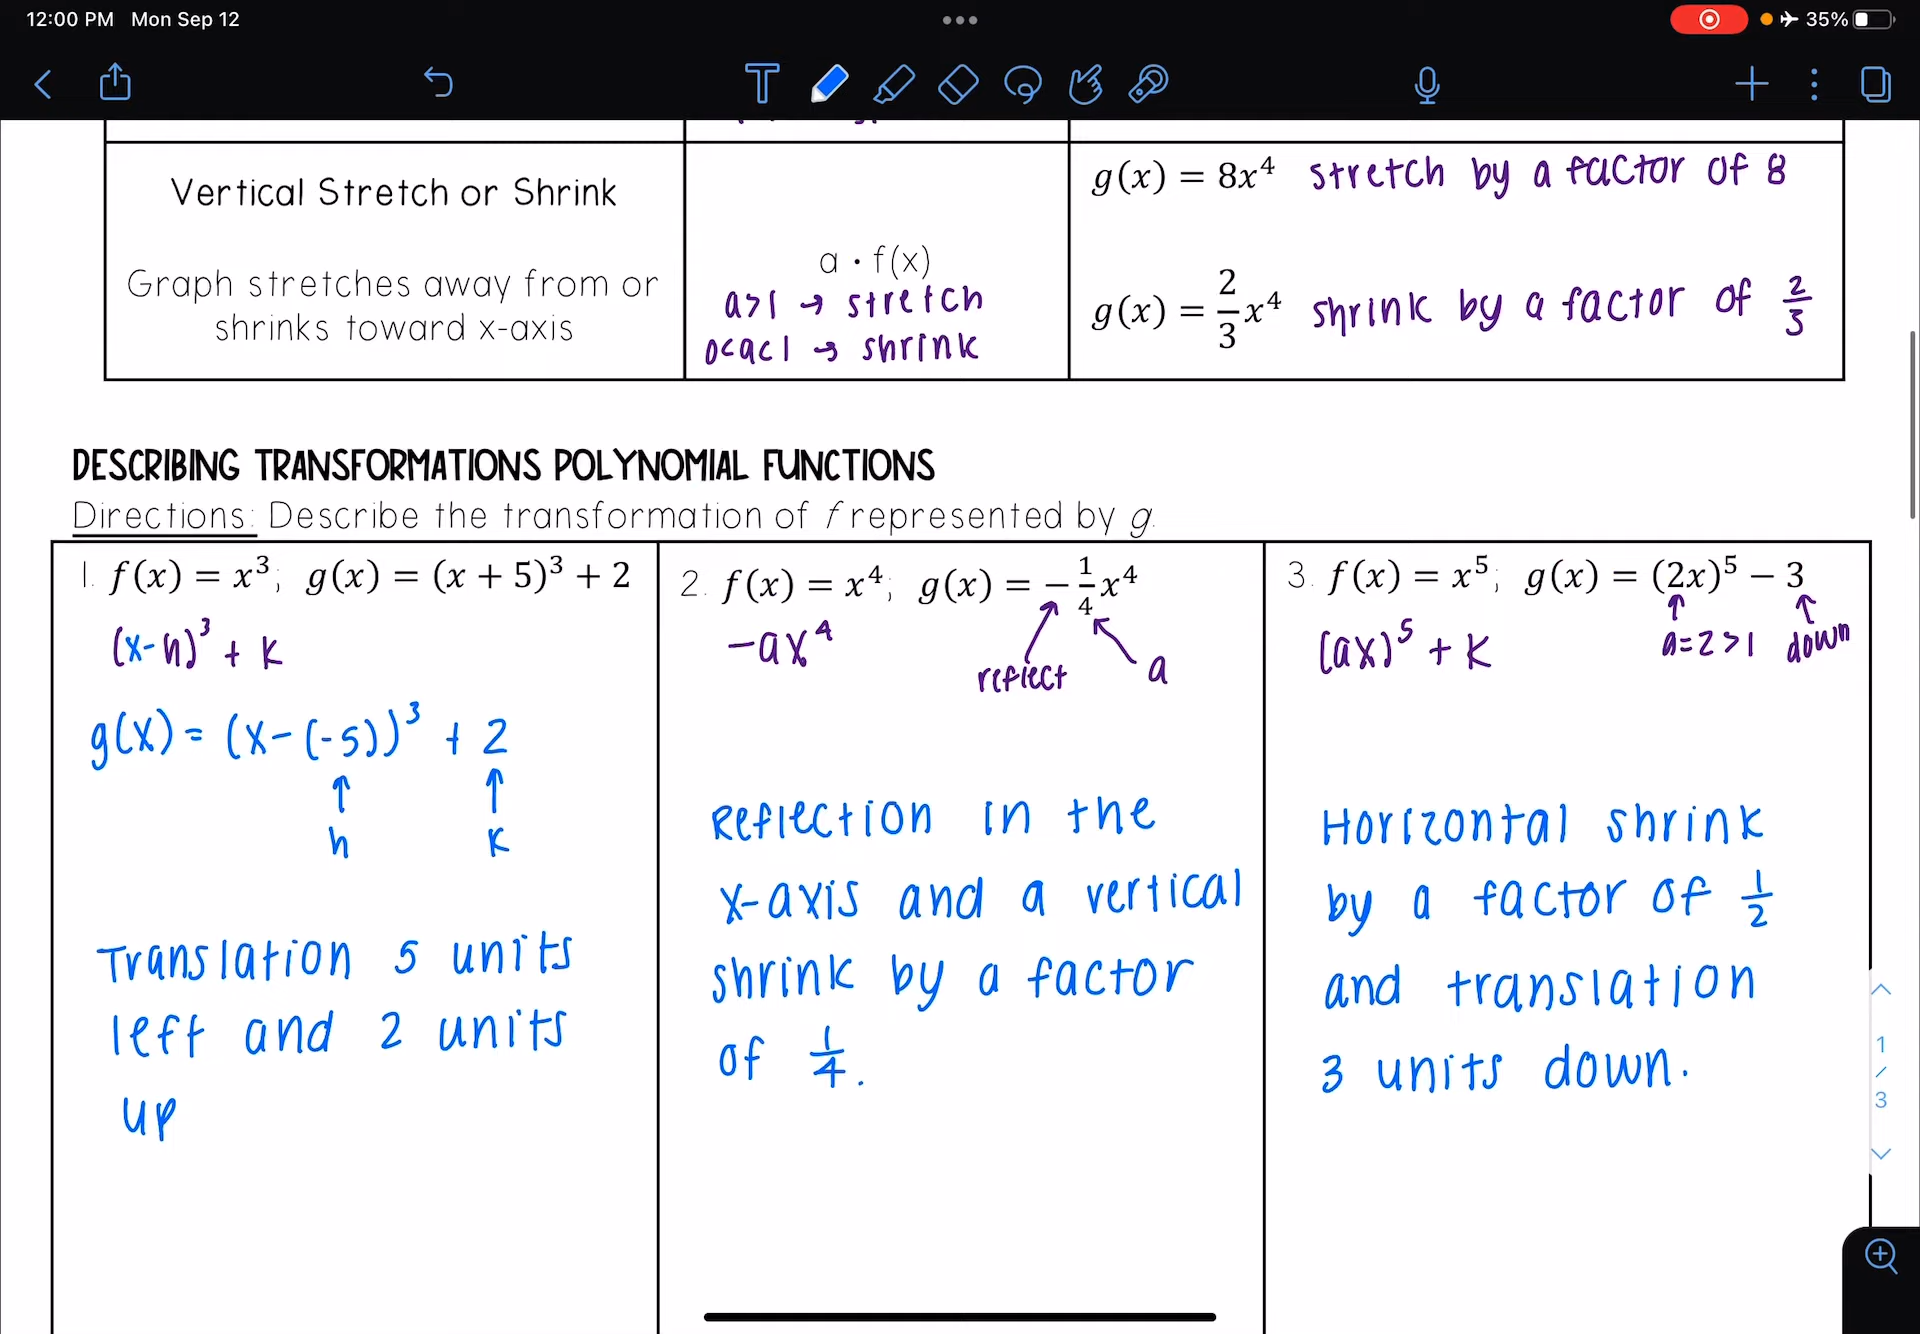 12:00 PM Mon Sep 12
35%
Vertical Stretch or Shrink
Graph stretches away from or
shrinks toward x-axis
a · f(x)
a>1 → stretch
0<a<1 → shrink
g(x) = 8x⁴ stretch by a factor of 8
g(x) = 2/3 x⁴ shrink by a factor of 2/3
DESCRIBING TRANSFORMATIONS POLYNOMIAL FUNCTIONS
Directions: Describe the transformation of f represented by g.
1. f(x) = x³; g(x) = (x + 5)³ + 2
(x-h)³ + k
g(x) = (x-(-5))³ + 2
h k
Translation 5 units
left and 2 units
up
2. f(x) = x⁴; g(x) = −1/4 x⁴
-ax⁴
reflect a
Reflection in the
x-axis and a vertical
shrink by a factor
of 1/4.
3. f(x) = x⁵; g(x) = (2x)⁵ − 3
(ax)⁵ + k
a=2>1 down
Horizontal shrink
by a factor of 1/2
and translation
3 units down.
1
/
3